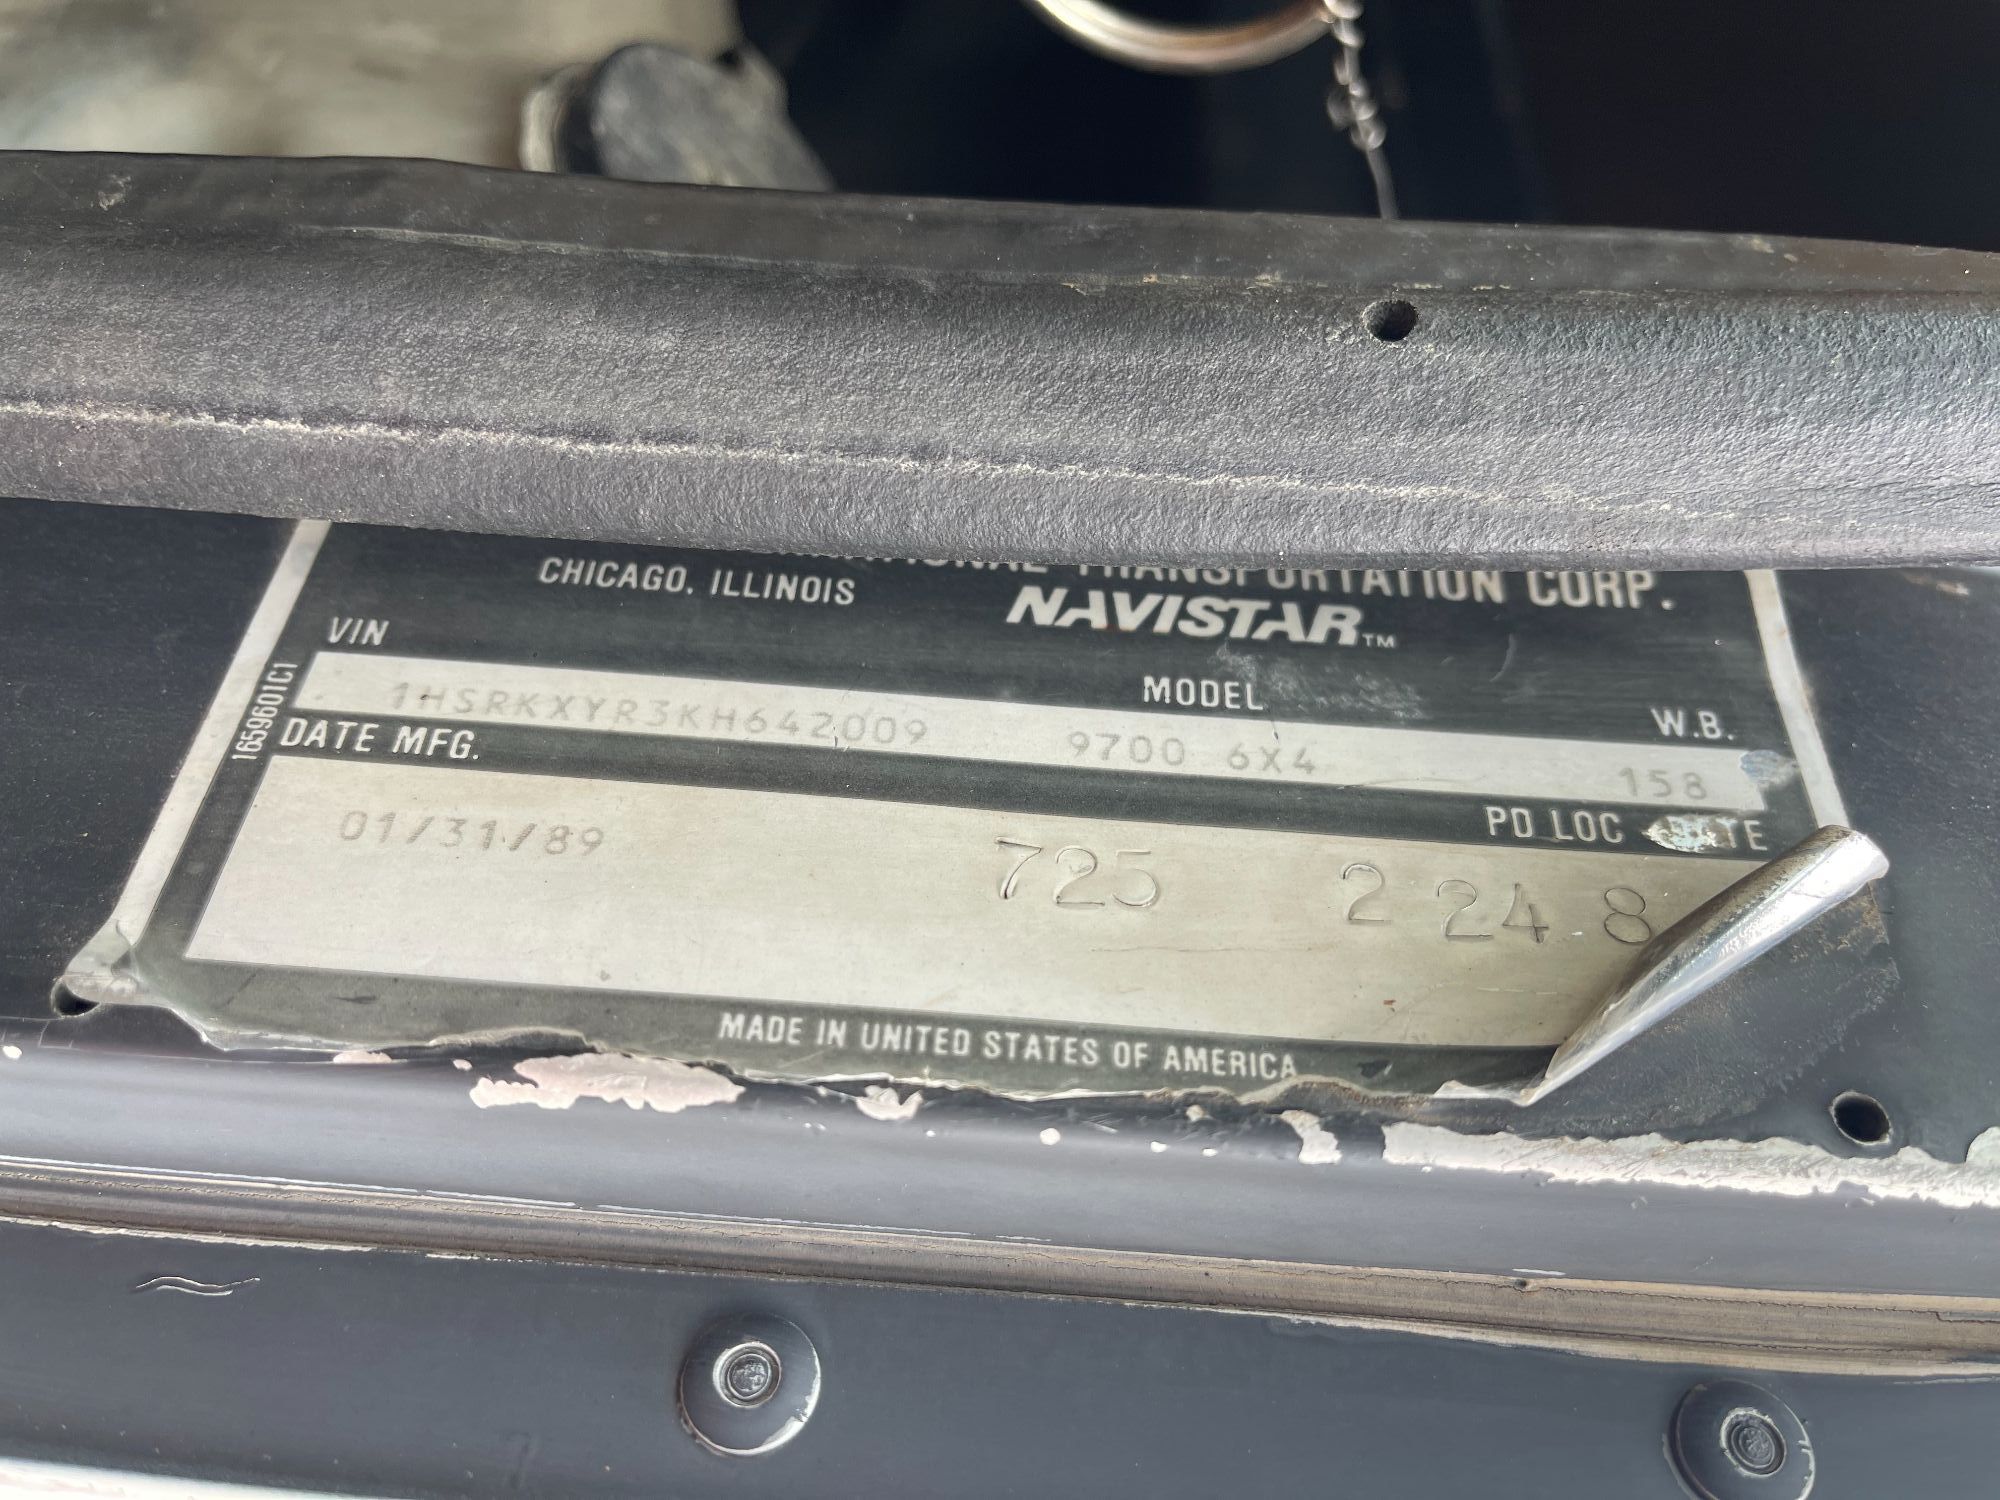 TRANSPORTATION CORP.
CHICAGO, ILLINOIS
NAVISTAR™
VIN
MODEL
W.B.
1HSRKXYR3KH642009
9700 6X4
158
1659601C1
DATE MFG.
PD LOC
01/31/89
725
2 24 8
MADE IN UNITED STATES OF AMERICA